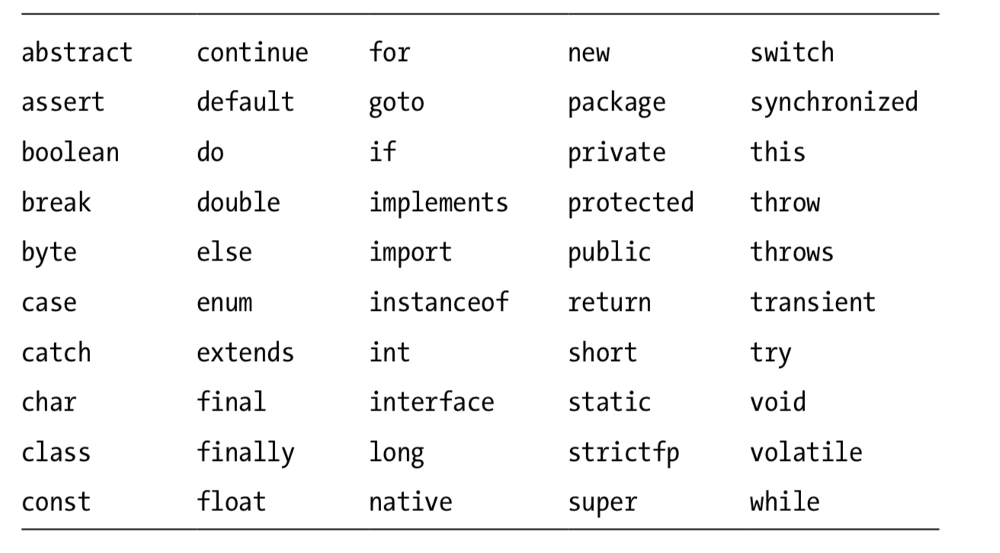 abstract continue for new switch
assert default goto package synchronized
boolean do if private this
break double implements protected throw
byte else import public throws
case enum instanceof return transient
catch extends int short try
char final interface static void
class finally long strictfp volatile
const float native super while